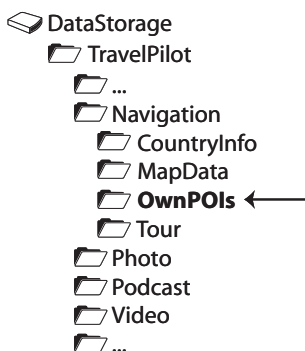 DataStorage
TravelPilot
...
Navigation
CountryInfo
MapData
OwnPOIs
Tour
Photo
Podcast
Video
...